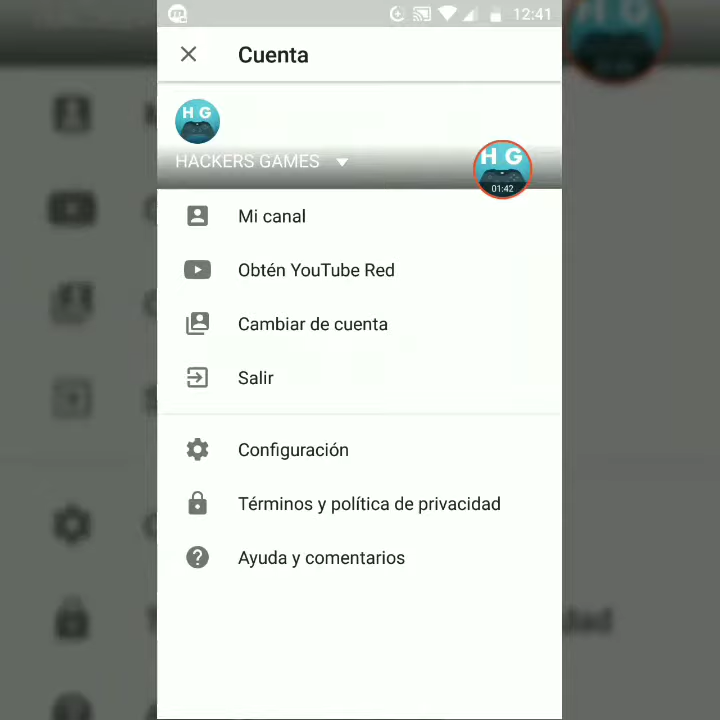 12:41
Cuenta
H G
HACKERS GAMES
H G
01:42
Mi canal
Obtén YouTube Red
Cambiar de cuenta
Salir
Configuración
Términos y política de privacidad
Ayuda y comentarios